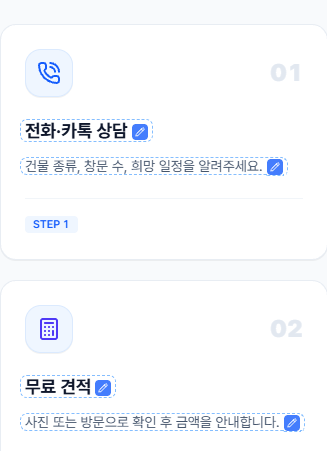 01
전화·카톡 상담
건물 종류, 창문 수, 희망 일정을 알려주세요.
STEP 1
02
무료 견적
사진 또는 방문으로 확인 후 금액을 안내합니다.